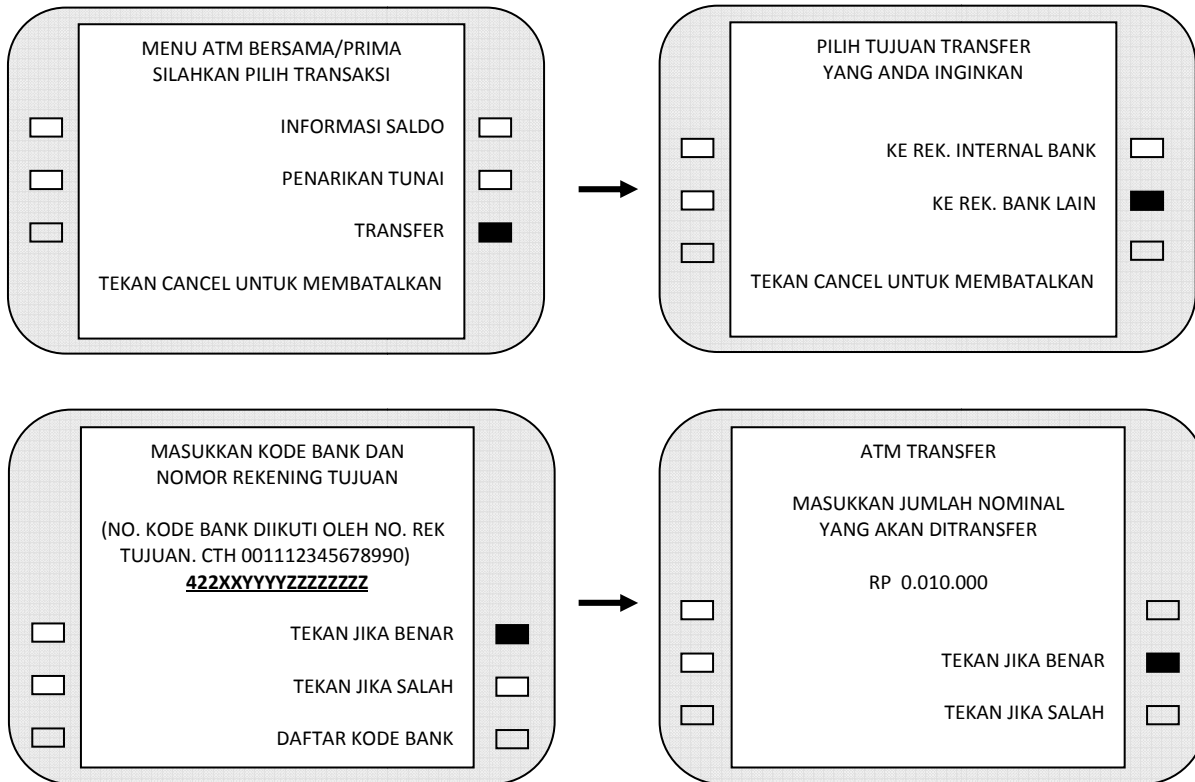 MENU ATM BERSAMA/PRIMA
SILAHKAN PILIH TRANSAKSI
INFORMASI SALDO
PENARIKAN TUNAI
TRANSFER
TEKAN CANCEL UNTUK MEMBATALKAN
PILIH TUJUAN TRANSFER
YANG ANDA INGINKAN
KE REK. INTERNAL BANK
KE REK. BANK LAIN
TEKAN CANCEL UNTUK MEMBATALKAN
MASUKKAN KODE BANK DAN
NOMOR REKENING TUJUAN
(NO. KODE BANK DIIKUTI OLEH NO. REK
TUJUAN. CTH 001112345678990)
422XXYYYYZZZZZZZZ
TEKAN JIKA BENAR
TEKAN JIKA SALAH
DAFTAR KODE BANK
ATM TRANSFER
MASUKKAN JUMLAH NOMINAL
YANG AKAN DITRANSFER
RP 0.010.000
TEKAN JIKA BENAR
TEKAN JIKA SALAH